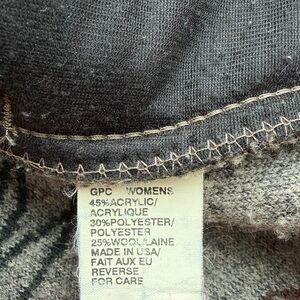 GPC WOMENS
45%ACRYLIC/
ACRYLIQUE
30%POLYESTER/
POLYESTER
25%WOOL/LAINE
MADE IN USA/
FAIT AUX EU
REVERSE
FOR CARE